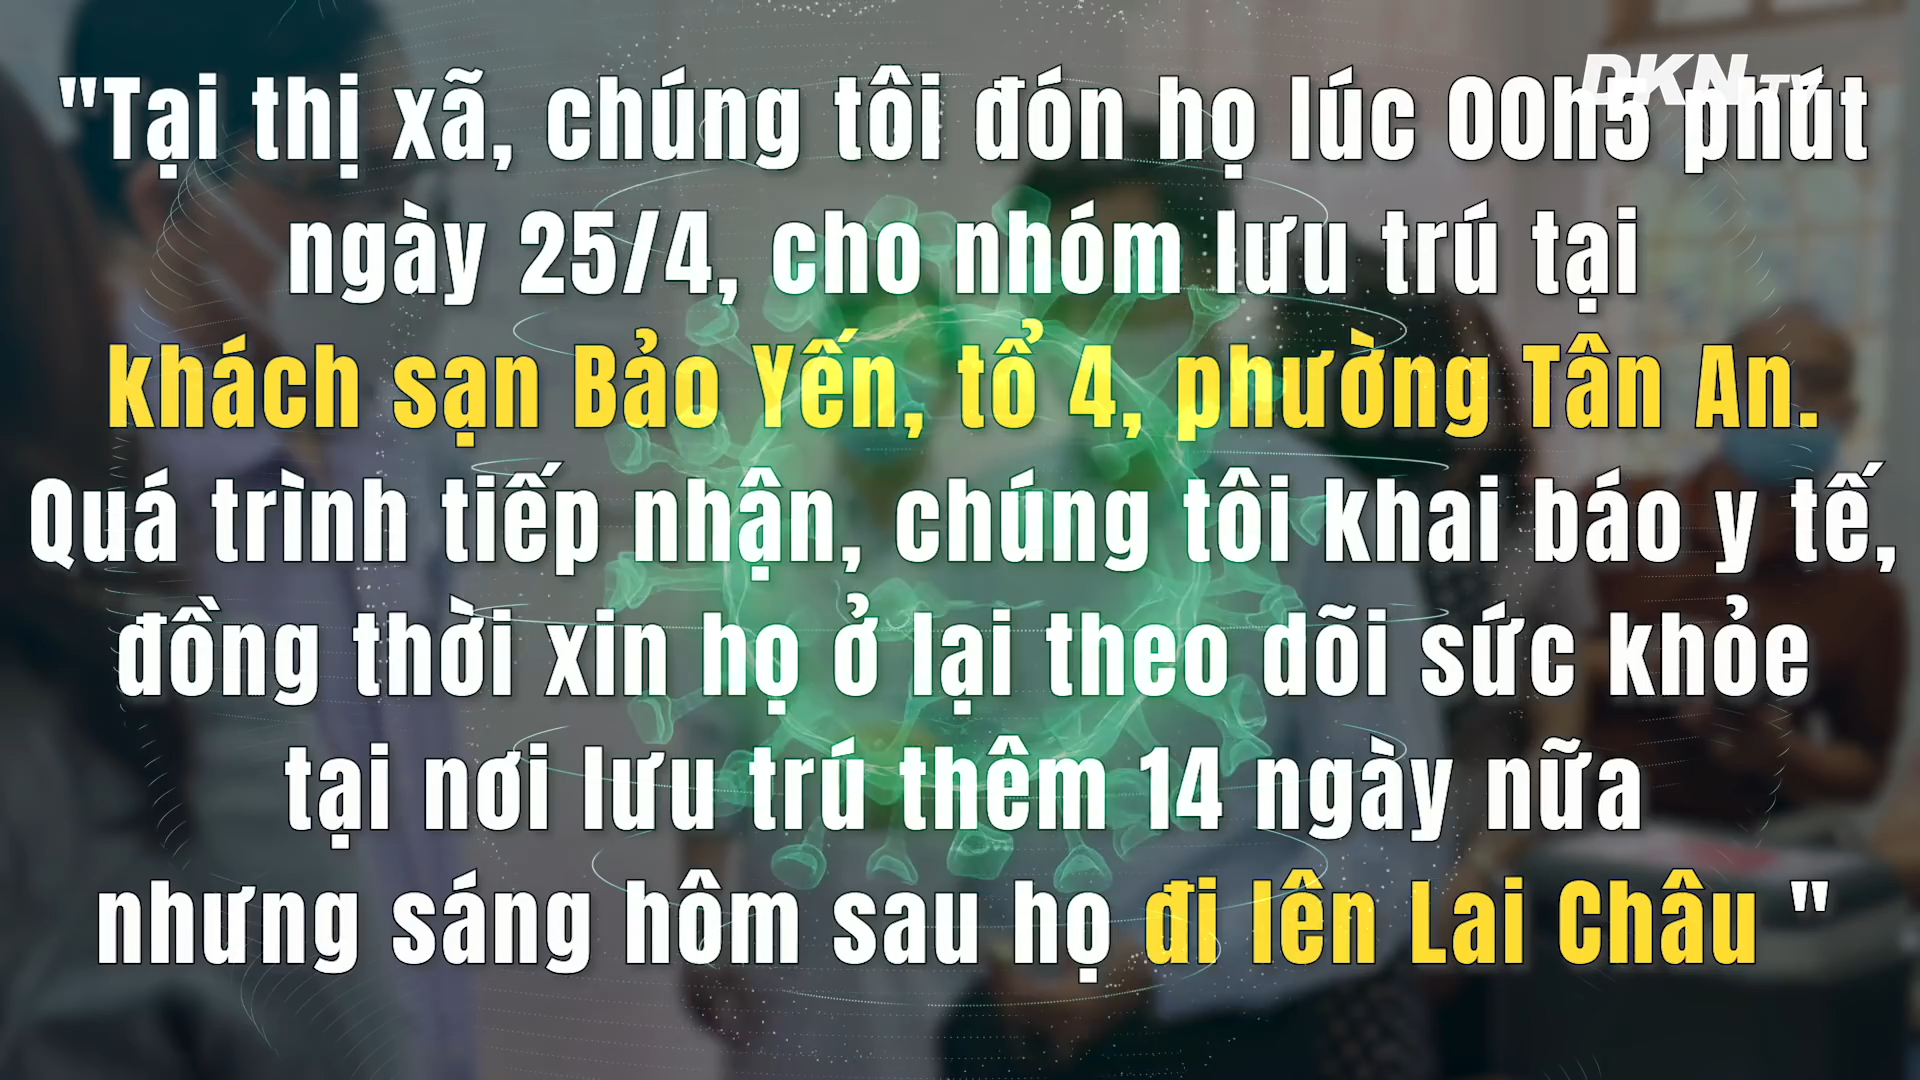 DKN.TV
"Tại thị xã, chúng tôi đón họ lúc 00h5 phút
ngày 25/4, cho nhóm lưu trú tại
khách sạn Bảo Yến, tổ 4, phường Tân An.
Quá trình tiếp nhận, chúng tôi khai báo y tế,
đồng thời xin họ ở lại theo dõi sức khỏe
tại nơi lưu trú thêm 14 ngày nữa
nhưng sáng hôm sau họ đi lên Lai Châu "